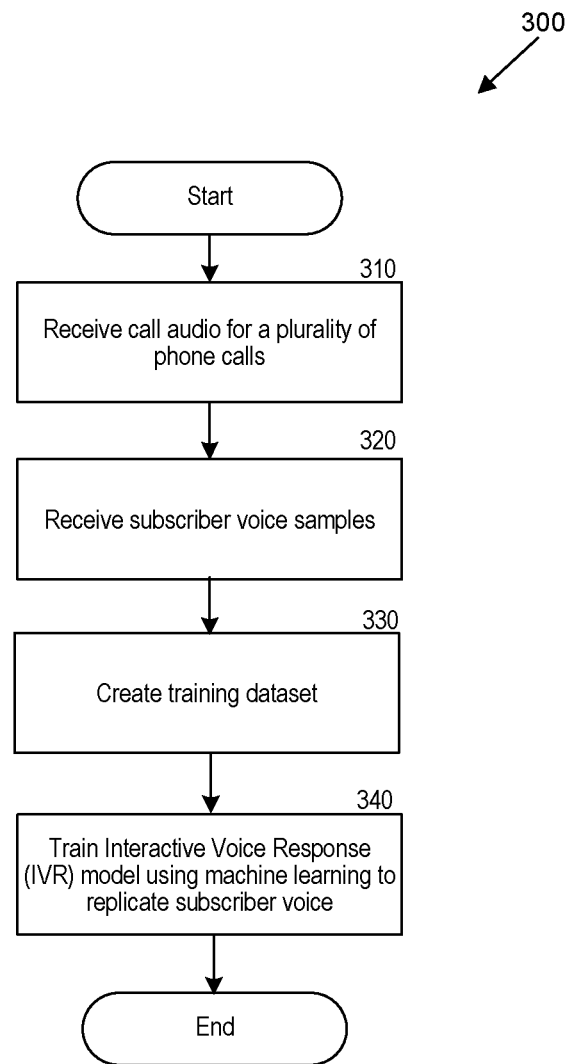 300
Start
310
Receive call audio for a plurality of
phone calls
320
Receive subscriber voice samples
330
Create training dataset
340
Train Interactive Voice Response
(IVR) model using machine learning to
replicate subscriber voice
End